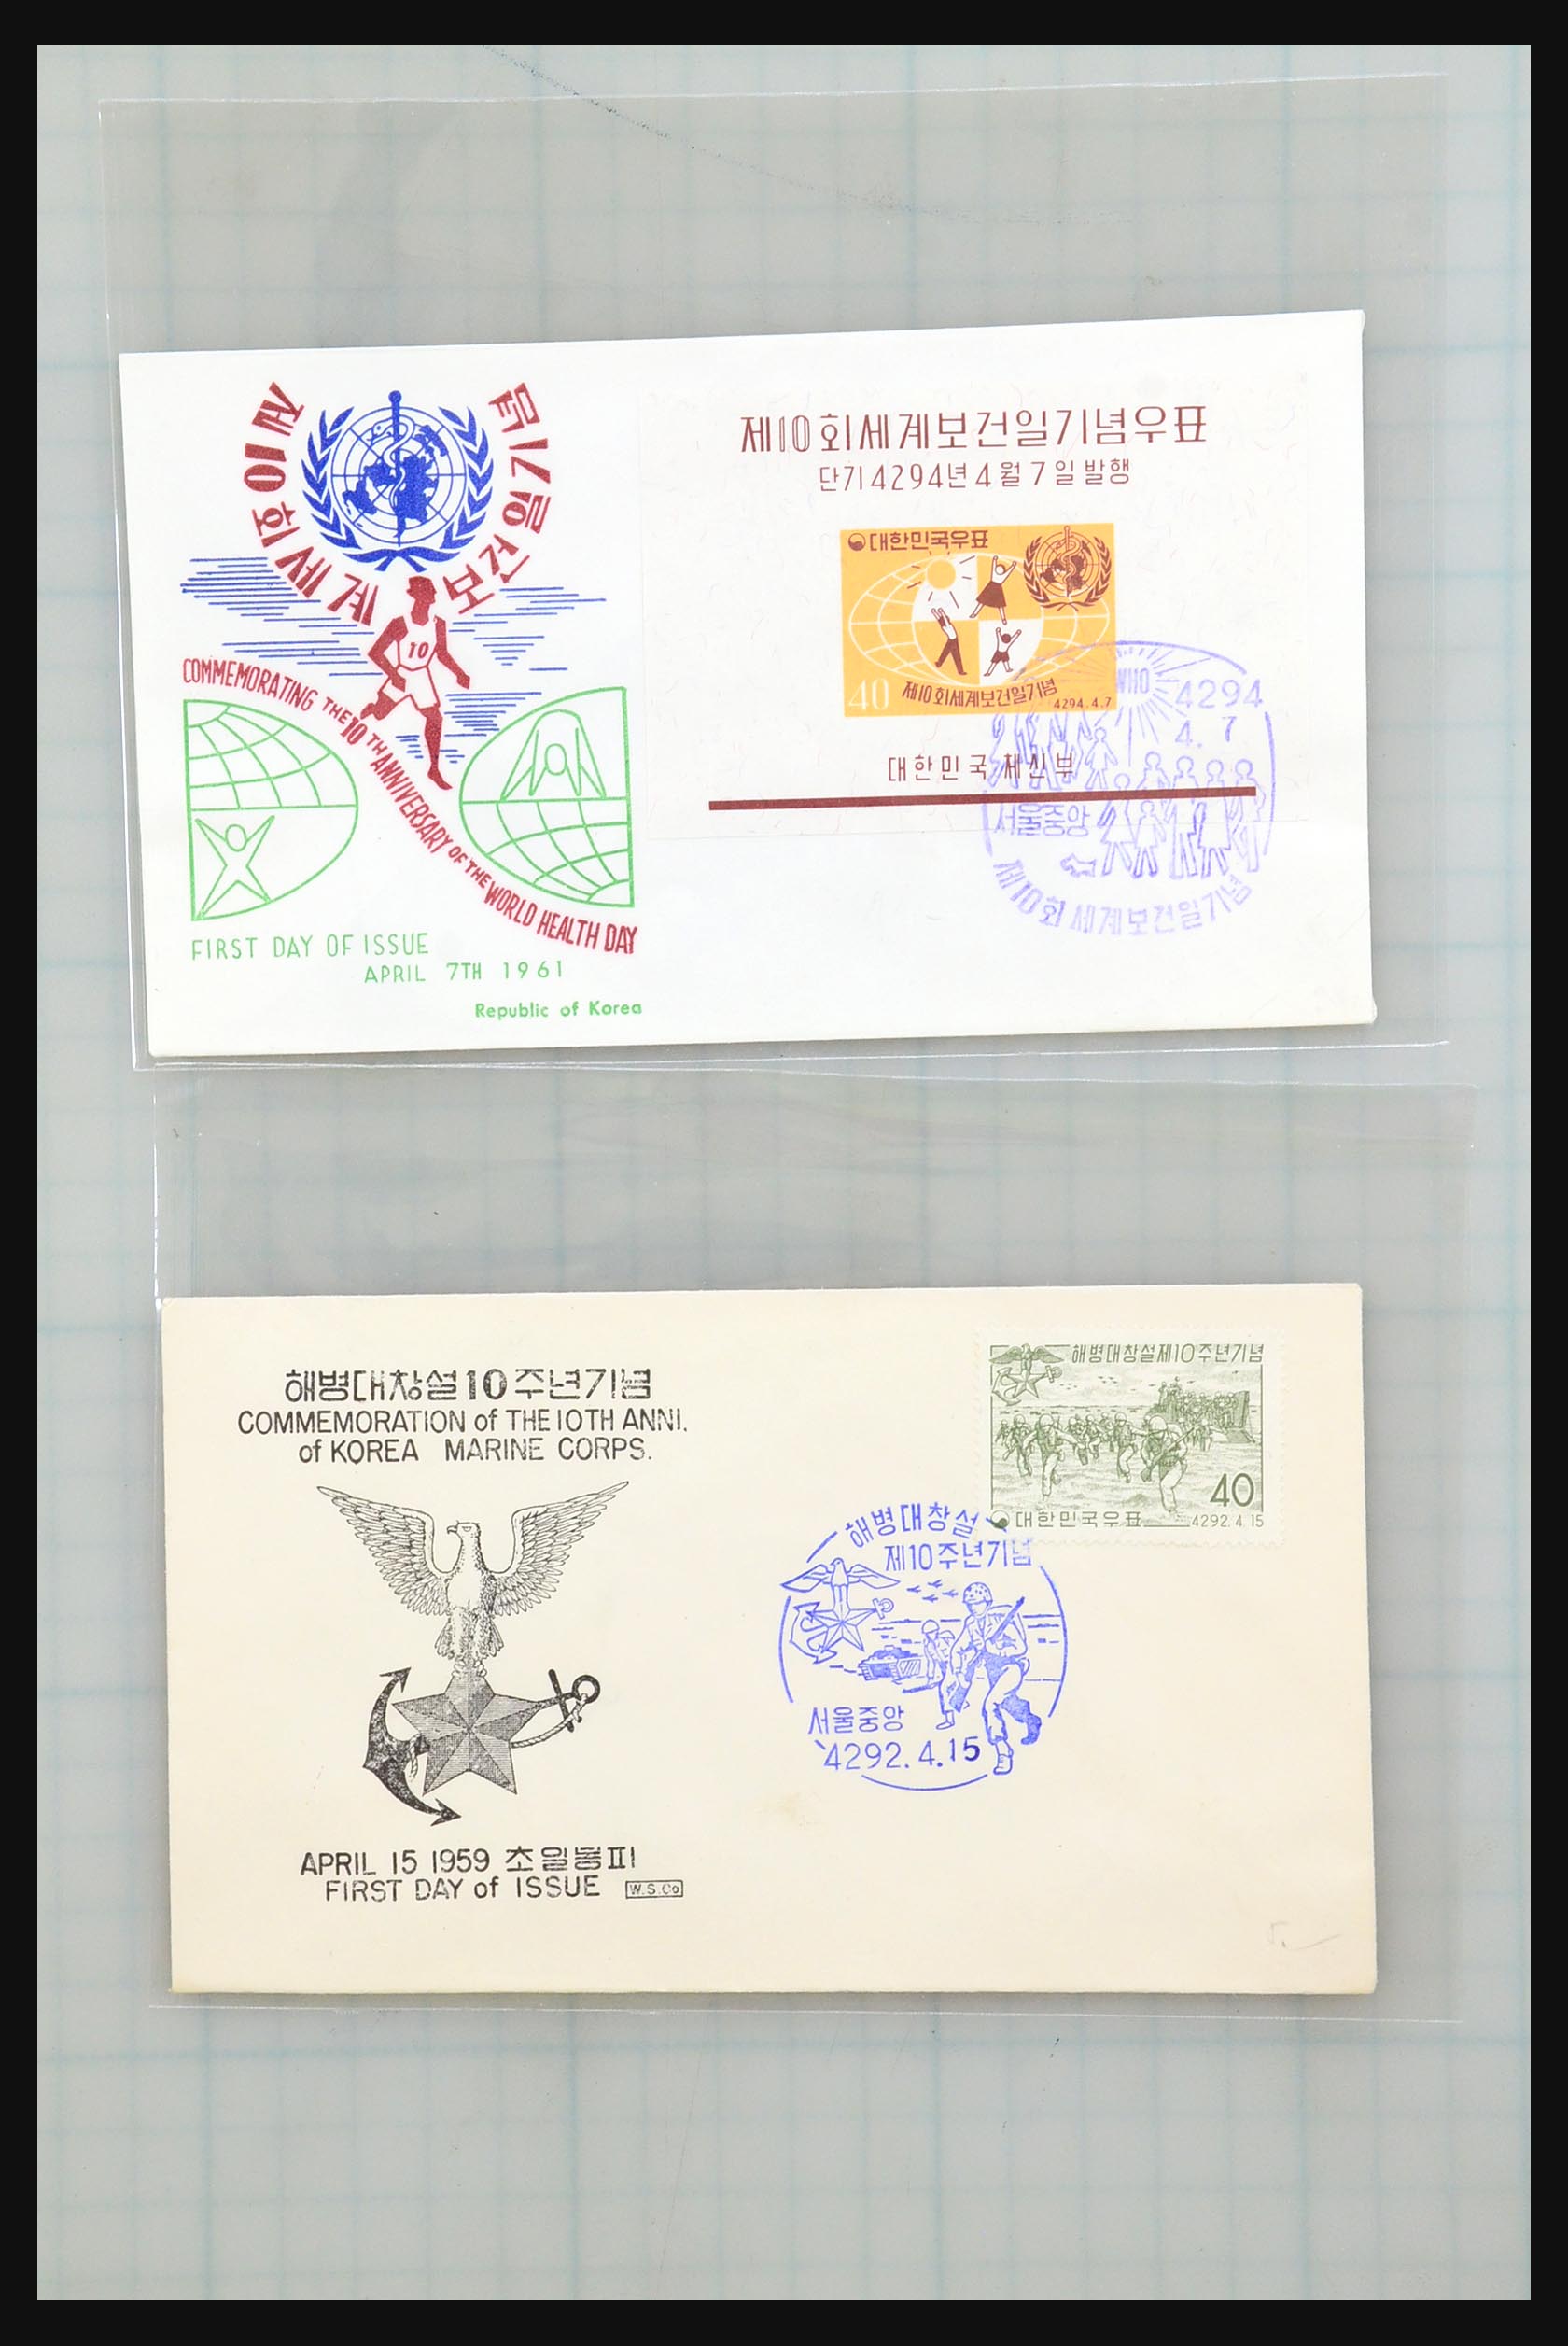 제10회 세계보건일기념
COMMEMORATING THE 10TH ANNIVERSARY OF THE WORLD HEALTH DAY
10
FIRST DAY OF ISSUE
APRIL 7TH 1961
Republic of Korea
제10회세계보건일기념우표
단기4294년4월7일발행
대한민국우표
40
제10회세계보건일기념
4294.4.7
대한민국 체신부
WHO 4294
4. 7
서울중앙
제10회 세계보건일기념
해병대창설10주년기념
COMMEMORATION of THE 10TH ANNI.
of KOREA MARINE CORPS.
APRIL 15 1959 초일봉피
FIRST DAY of ISSUE W.S.Co
해병대창설제10주년기념
40
대한민국우표 4292.4.15
해병대창설
제10주년기념
서울중앙
4292.4.15